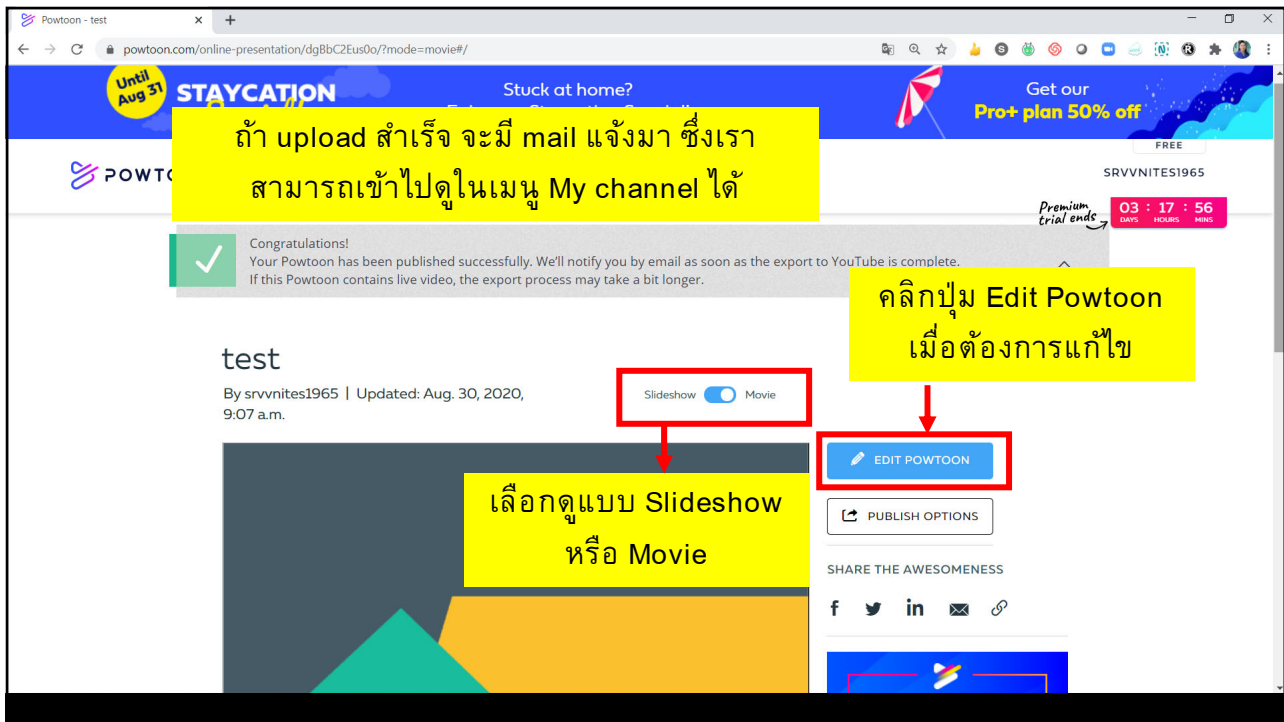 Powtoon - test
powtoon.com/online-presentation/dgBbC2Eus0o/?mode=movie#/
Until
Aug 31
STAYCATION
Stuck at home?
Get our
Pro+ plan 50% off
ถ้า upload สำเร็จ จะมี mail แจ้งมา ซึ่งเรา
สามารถเข้าไปดูในเมนู My channel ได้
FREE
SRVVNITES1965
Premium
trial ends
03 : 17 : 56
DAYS HOURS MINS
Congratulations!
Your Powtoon has been published successfully. We'll notify you by email as soon as the export to YouTube is complete.
If this Powtoon contains live video, the export process may take a bit longer.
คลิกปุ่ม Edit Powtoon
เมื่อต้องการแก้ไข
test
By srvvnites1965 | Updated: Aug. 30, 2020,
9:07 a.m.
Slideshow Movie
EDIT POWTOON
เลือกดูแบบ Slideshow
หรือ Movie
PUBLISH OPTIONS
SHARE THE AWESOMENESS